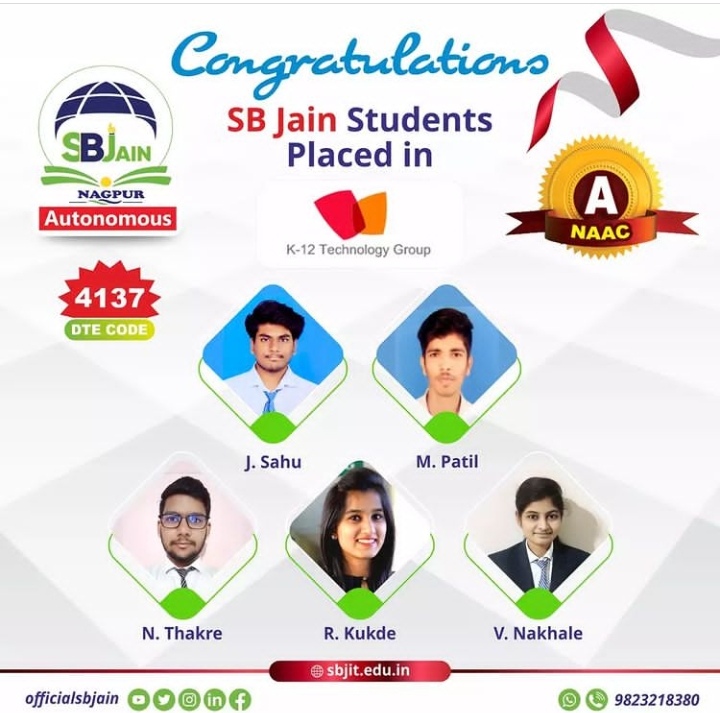 Congratulations
SB Jain Students
Placed in
SBJAIN
NAGPUR
Autonomous
A
NAAC
K-12 Technology Group
4137
DTE CODE
J. Sahu
M. Patil
N. Thakre
R. Kukde
V. Nakhale
sbjit.edu.in
officialsbjain
9823218380